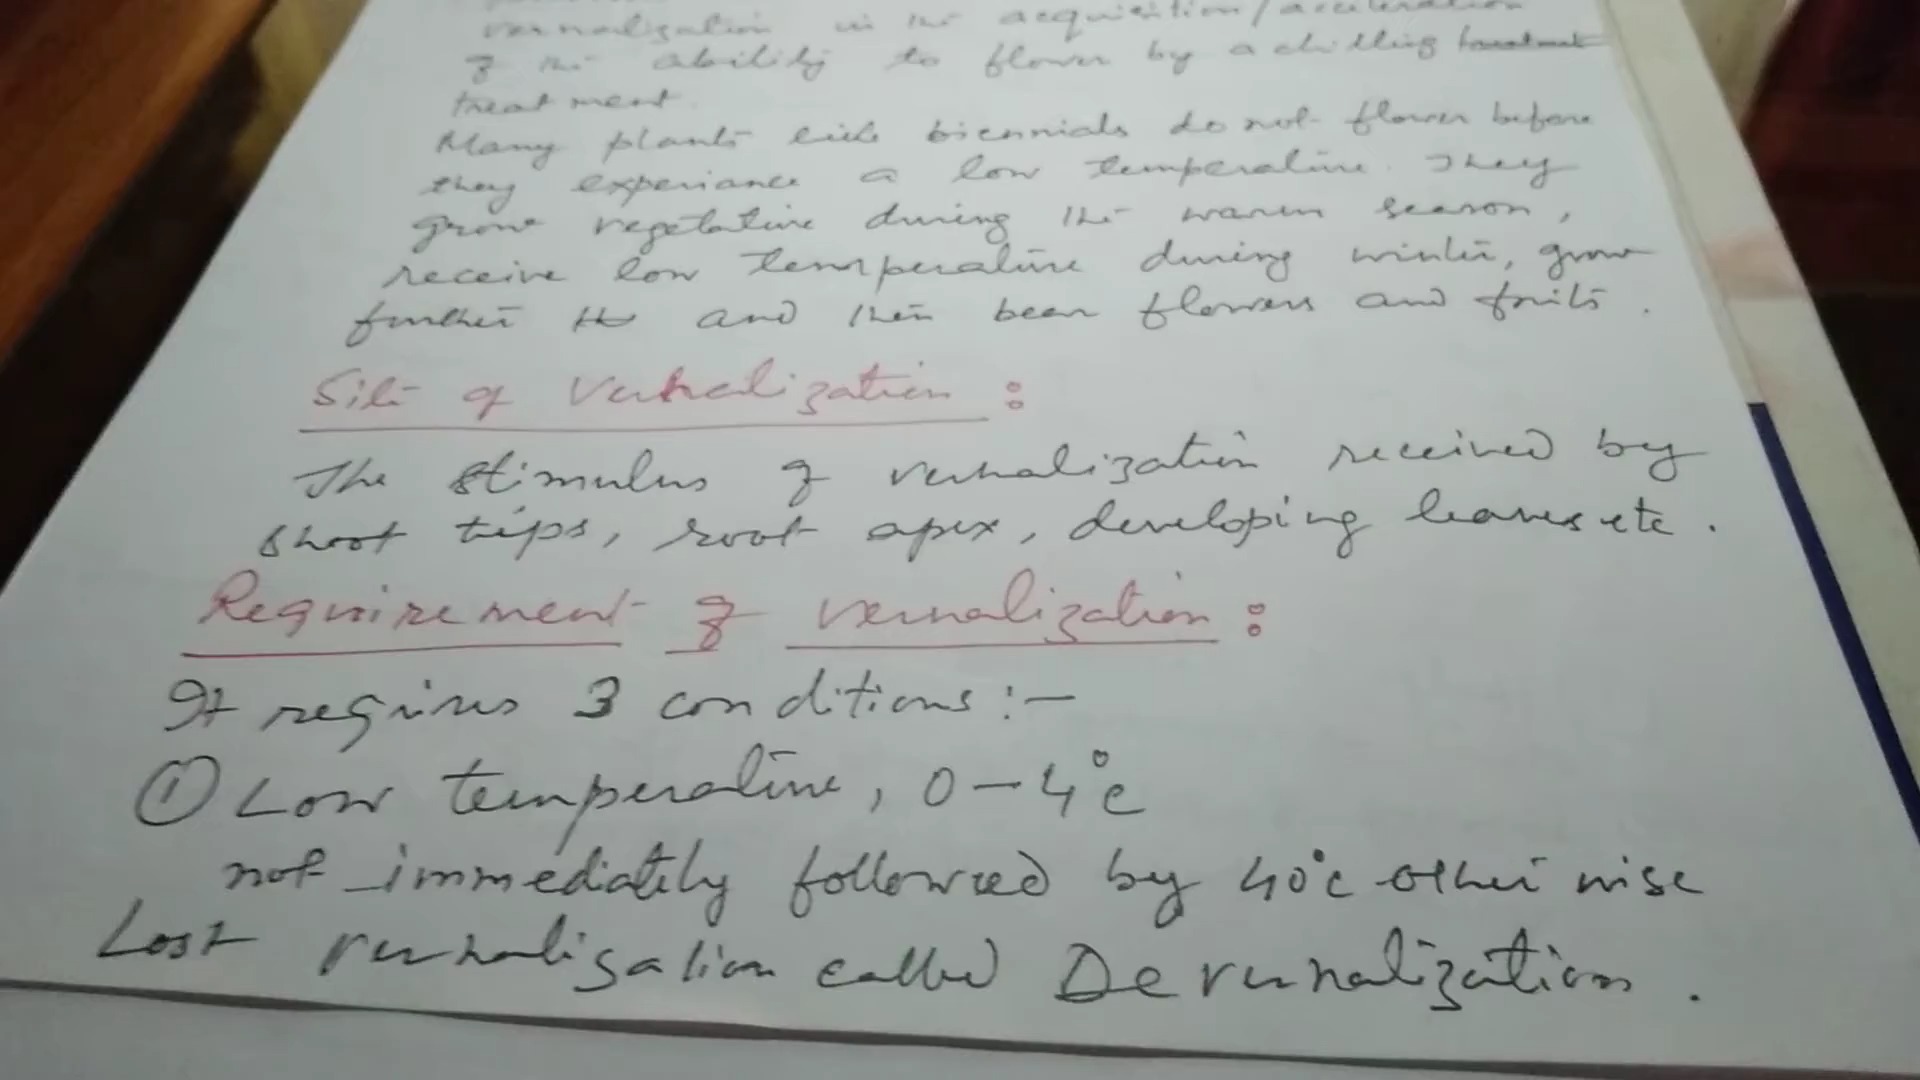 vernalization is the acquisition/acceleration
of the ability to flower by a chilling treatment
treatment.
Many plants like biennials do not flower before
they experiance a low temperature. They
grow vegetative during the warm season,
receive low temperature during winter, grow
further and then bear flowers and fruits.
Site of Vernalization :
The stimulus of vernalization received by
shoot tips, root apex, developing leaves etc.
Requirement of vernalization :
It requires 3 conditions :-
① Low temperature, 0-4°c
not immediately followed by 40°c otherwise
Lost vernalisation called Devernalization.